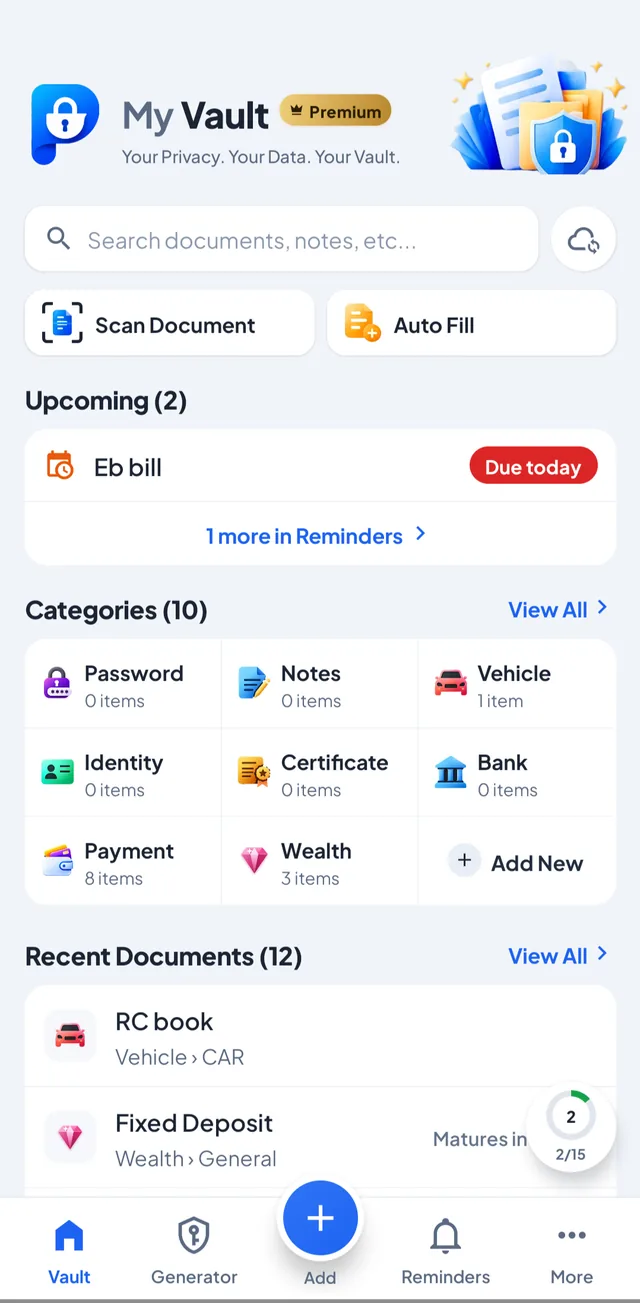 My Vault Premium
Your Privacy. Your Data. Your Vault.
Search documents, notes, etc...
Scan Document
Auto Fill
Upcoming (2)
Eb bill
Due today
1 more in Reminders
Categories (10)
View All
Password
0 items
Notes
0 items
Vehicle
1 item
Identity
0 items
Certificate
0 items
Bank
0 items
Payment
8 items
Wealth
3 items
Add New
Recent Documents (12)
View All
RC book
Vehicle › CAR
Fixed Deposit
Wealth › General
Matures in
2
2/15
Vault
Generator
Add
Reminders
More